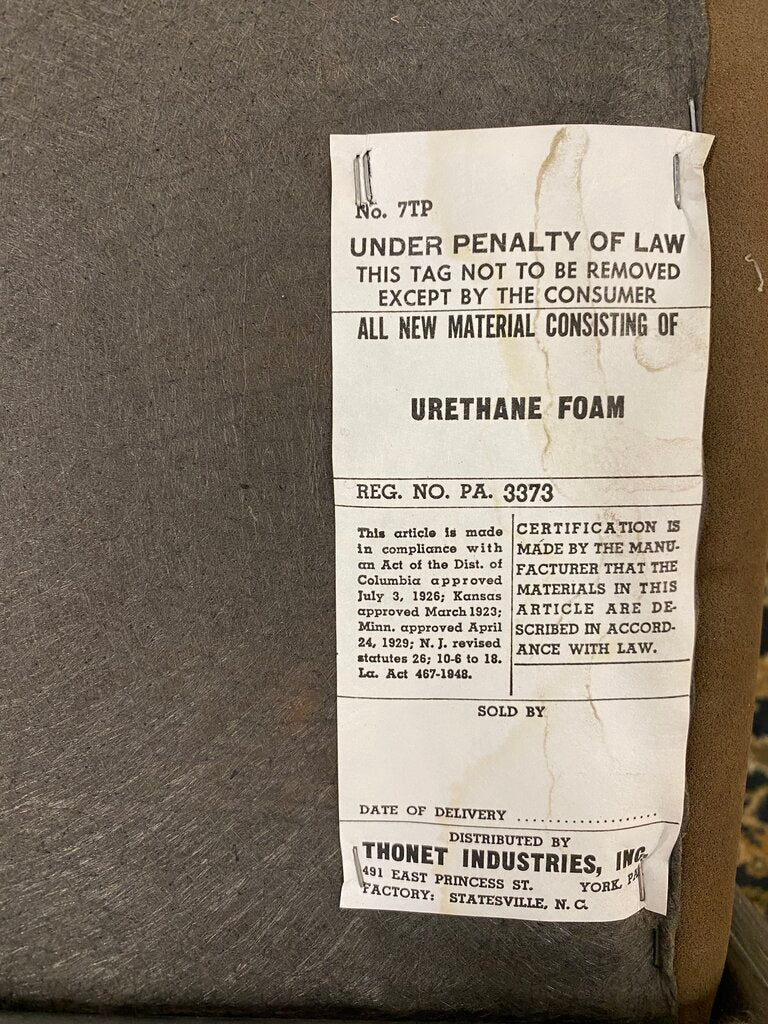 No. 7TP
UNDER PENALTY OF LAW
THIS TAG NOT TO BE REMOVED
EXCEPT BY THE CONSUMER
ALL NEW MATERIAL CONSISTING OF
URETHANE FOAM
REG. NO. PA. 3373
This article is made
in compliance with
an Act of the Dist. of
Columbia approved
July 3, 1926; Kansas
approved March 1923;
Minn. approved April
24, 1929; N. J. revised
statutes 26; 10-6 to 18.
La. Act 467-1948.
CERTIFICATION IS
MADE BY THE MANU-
FACTURER THAT THE
MATERIALS IN THIS
ARTICLE ARE DE-
SCRIBED IN ACCORD-
ANCE WITH LAW.
SOLD BY
DATE OF DELIVERY ......................
DISTRIBUTED BY
THONET INDUSTRIES, INC.
491 EAST PRINCESS ST. YORK, PA.
FACTORY: STATESVILLE, N. C.